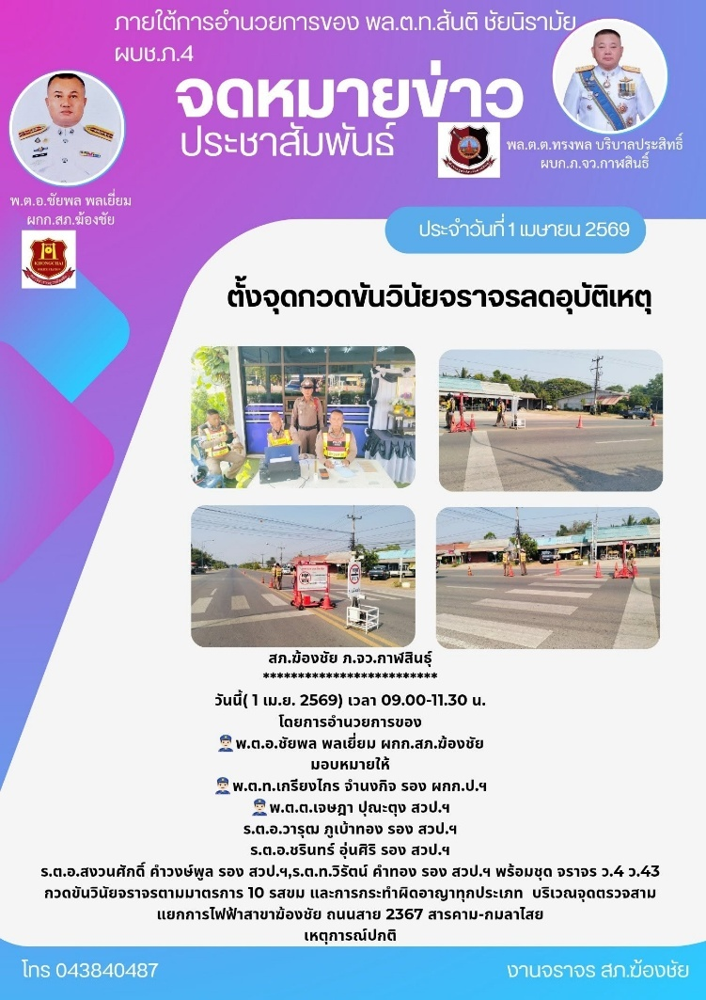 ภายใต้การอำนวยการของ พล.ต.ท.สันติ ชัยนิรามัย
ผบช.ภ.4
จดหมายข่าว
ประชาสัมพันธ์
พล.ต.ต.ทรงพล บริบาลประสิทธิ์
ผบก.ภ.จว.กาฬสินธุ์
พ.ต.อ.ชัยพล พลเยี่ยม
ผกก.สภ.ฆ้องชัย
KHONGCHAI
ประจำวันที่ 1 เมษายน 2569
ตั้งจุดกวดขันวินัยจราจรลดอุบัติเหตุ
สภ.ฆ้องชัย ภ.จว.กาฬสินธุ์
*************************
วันนี้( 1 เม.ย. 2569) เวลา 09.00-11.30 น.
โดยการอำนวยการของ
👮🏻‍♂️พ.ต.อ.ชัยพล พลเยี่ยม ผกก.สภ.ฆ้องชัย
มอบหมายให้
👮🏻‍♂️พ.ต.ท.เกรียงไกร จำนงกิจ รอง ผกก.ป.ฯ
👮🏻‍♂️พ.ต.ต.เจษฎา ปุณะตุง สวป.ฯ
ร.ต.อ.วารุฒ ภูเบ้าทอง รอง สวป.ฯ
ร.ต.อ.ชรินทร์ อุ่นศิริ รอง สวป.ฯ
ร.ต.อ.สงวนศักดิ์ คำวงษ์พูล รอง สวป.ฯ,ร.ต.ท.วิรัตน์ คำทอง รอง สวป.ฯ พร้อมชุด จราจร ว.4 ว.43
กวดขันวินัยจราจรตามมาตรการ 10 รสขม และการกระทำผิดอาญาทุกประเภท บริเวณจุดตรวจสาม
แยกการไฟฟ้าสาขาฆ้องชัย ถนนสาย 2367 สารคาม-กมลาไสย
เหตุการณ์ปกติ
โทร 043840487
งานจราจร สภ.ฆ้องชัย